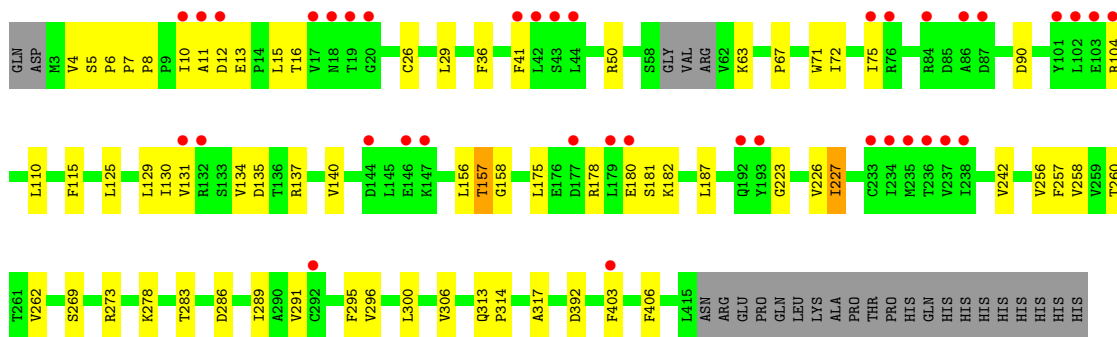 GLN ASP M3 V4 S5 P6 P7 P8 P9 I10 A11 D12 E13 P14 L15 T16 V17 N18 T19 G20 C26 L29 F36 F41 L42 S43 L44 R50 S58 GLY VAL ARG V62 K63 P67 W71 I72 I75 R76 R84 D85 A86 D87 D90 Y101 L102 E103 R104
L110 F115 L125 L129 I130 V131 R132 S133 V134 D135 T136 R137 V140 D144 L145 E146 K147 L156 T157 G158 L175 E176 D177 R178 L179 E180 S181 K182 L187 Q192 Y193 G223 V226 I227 C233 I234 M235 T236 V237 I238 V242 V256 F257 V258 V259 T260
T261 V262 S269 R273 K278 T283 D286 I289 A290 V291 C292 F295 V296 L300 V306 Q313 P314 A317 D392 F403 F406 L415 ASN ARG GLU PRO GLN LEU LYS ALA PRO THR PRO HIS GLN HIS HIS HIS HIS HIS HIS HIS HIS HIS